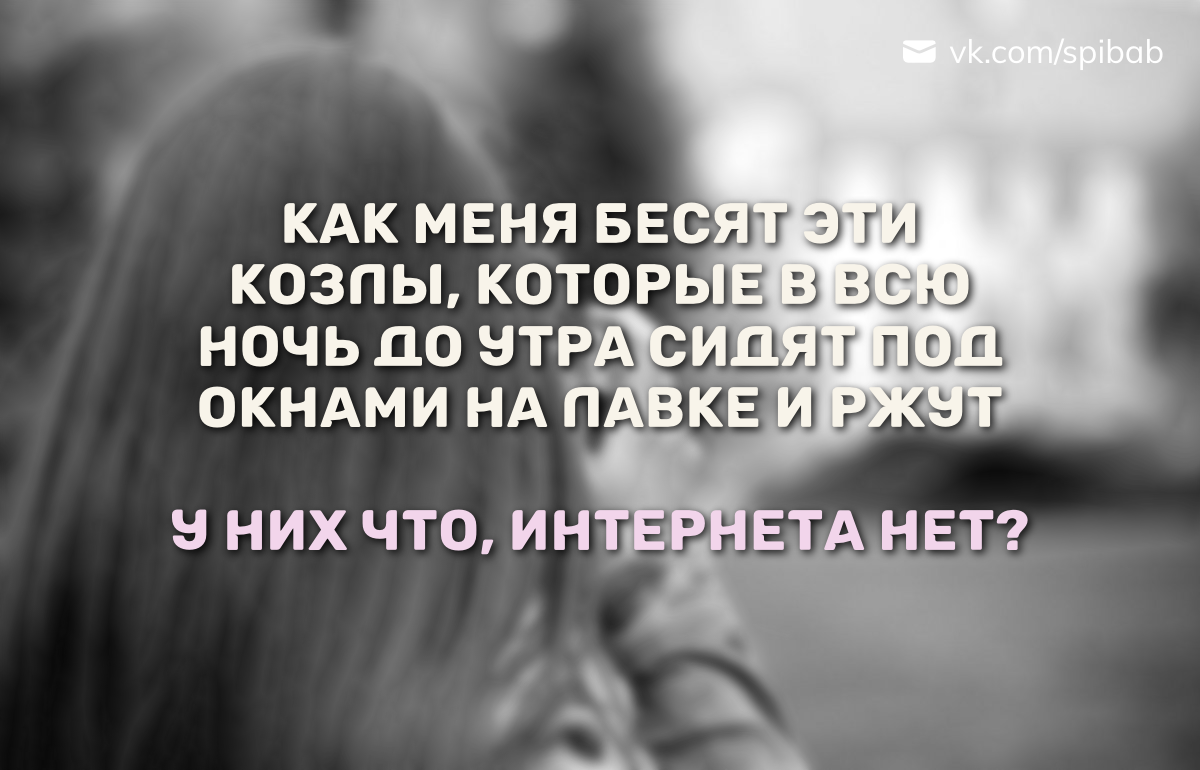 vk.com/spibab
КАК МЕНЯ БЕСЯТ ЭТИ
КОЗЛЫ, КОТОРЫЕ В ВСЮ
НОЧЬ ДО УТРА СИДЯТ ПОД
ОКНАМИ НА ЛАВКЕ И РЖУТ
У НИХ ЧТО, ИНТЕРНЕТА НЕТ?